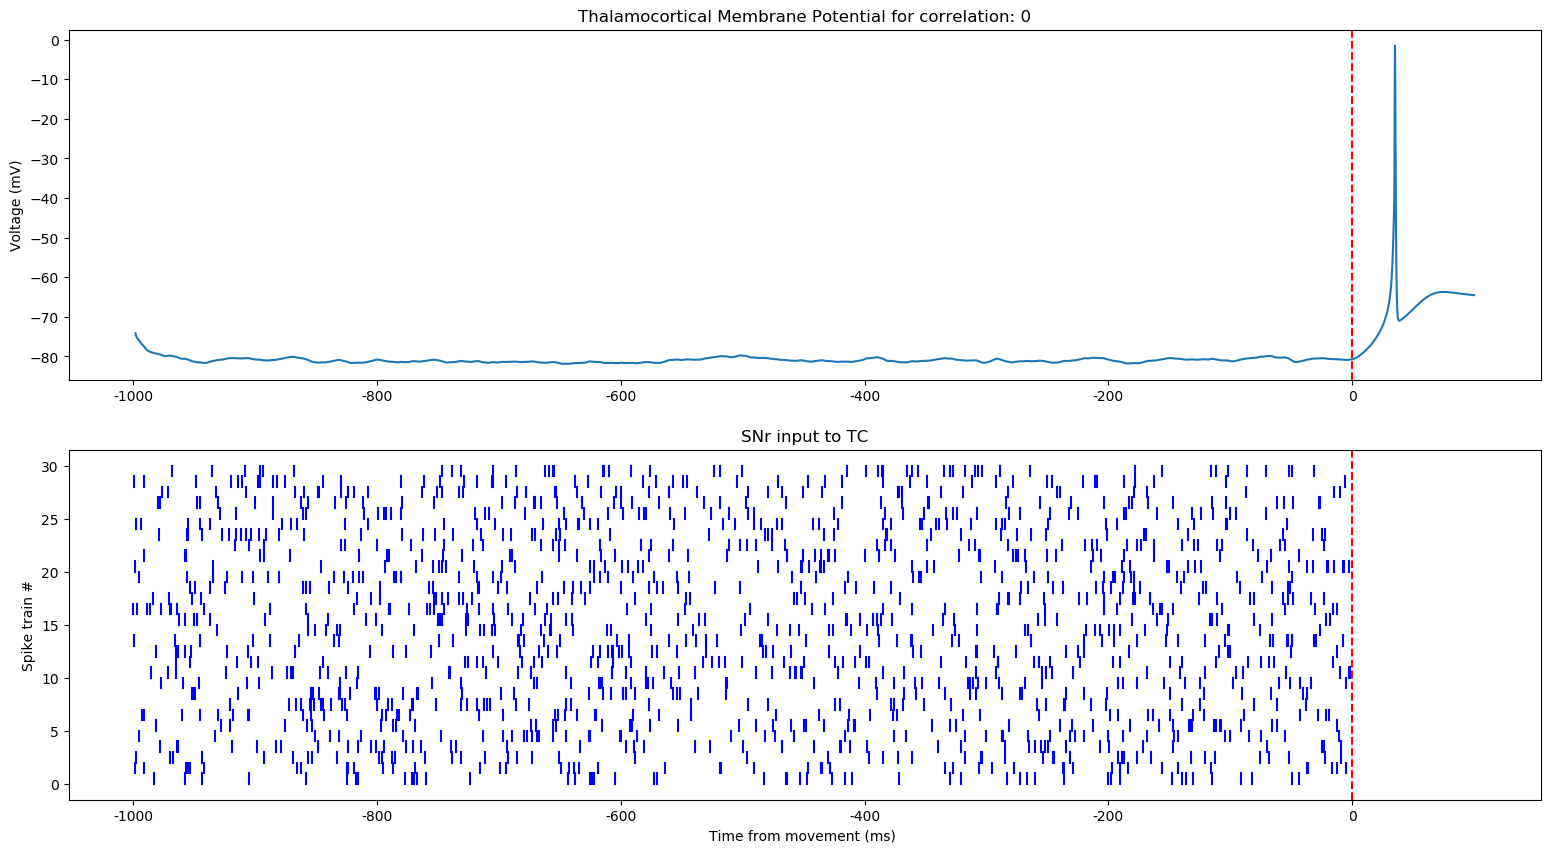 Thalamocortical Membrane Potential for correlation: 0
0
−10
−20
−30
−40
−50
−60
−70
−80
Voltage (mV)
-1000 -800 -600 -400 -200 0
SNr input to TC
30
25
20
15
10
5
0
Spike train #
-1000 -800 -600 -400 -200 0
Time from movement (ms)